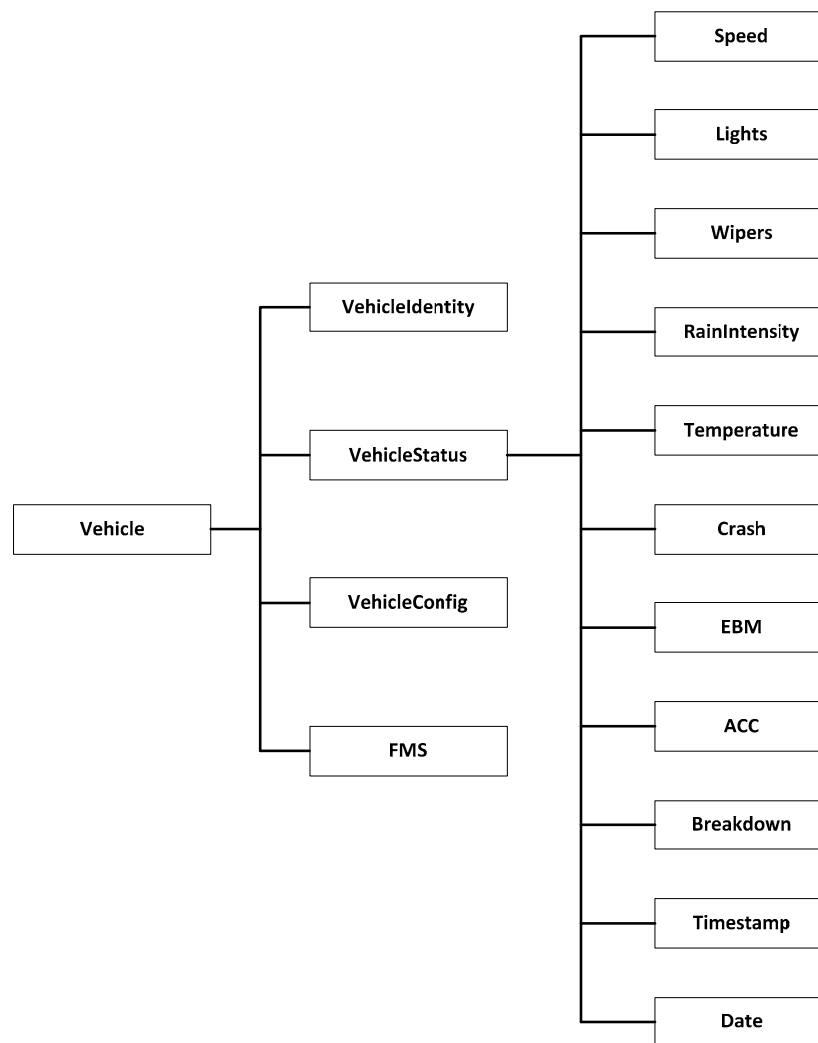 Speed
Lights
Wipers
VehicleIdentity
RainIntensity
Temperature
VehicleStatus
Vehicle
Crash
VehicleConfig
EBM
ACC
FMS
Breakdown
Timestamp
Date